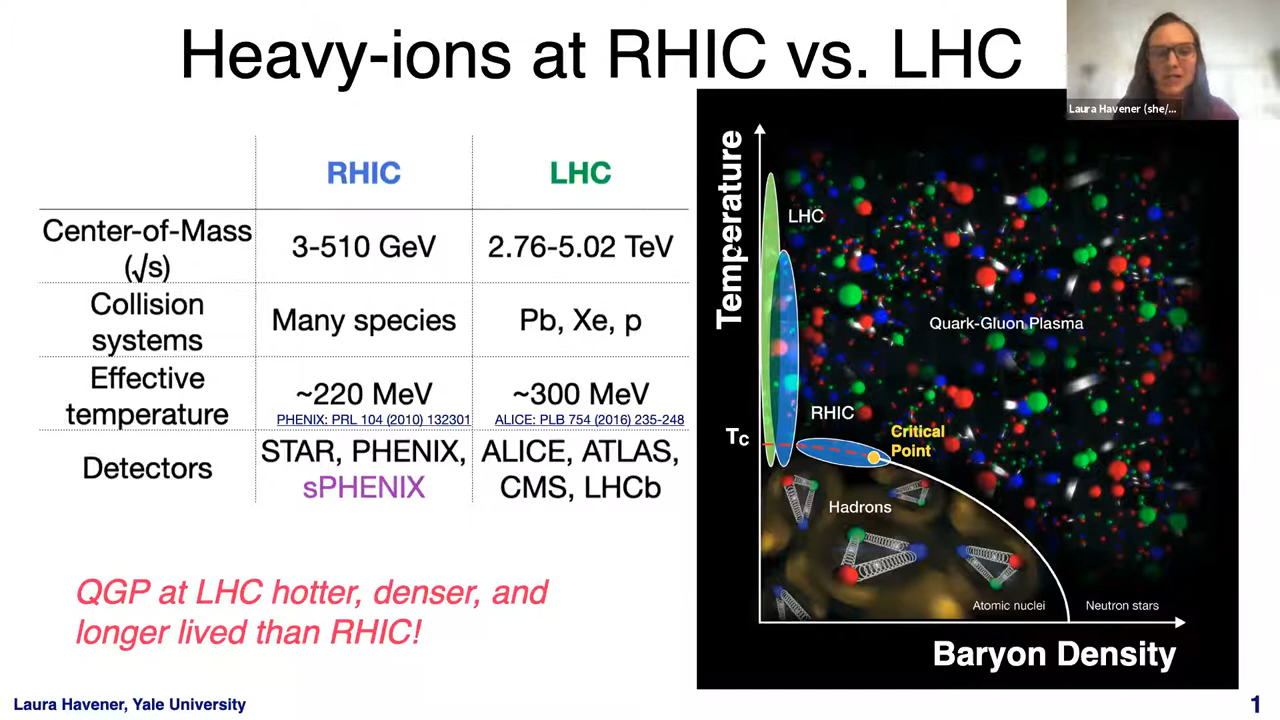 Heavy-ions at RHIC vs. LHC
Laura Havener (she/...
RHIC LHC
Center-of-Mass
(√s)
3-510 GeV 2.76-5.02 TeV
Collision
systems
Many species Pb, Xe, p
Effective
temperature
~220 MeV ~300 MeV
PHENIX: PRL 104 (2010) 132301 ALICE: PLB 754 (2016) 235-248
Detectors
STAR, PHENIX,
sPHENIX
ALICE, ATLAS,
CMS, LHCb
QGP at LHC hotter, denser, and
longer lived than RHIC!
Temperature
LHC
Quark-Gluon Plasma
RHIC
Tc
Critical
Point
Hadrons
Atomic nuclei
Neutron stars
Baryon Density
Laura Havener, Yale University
1